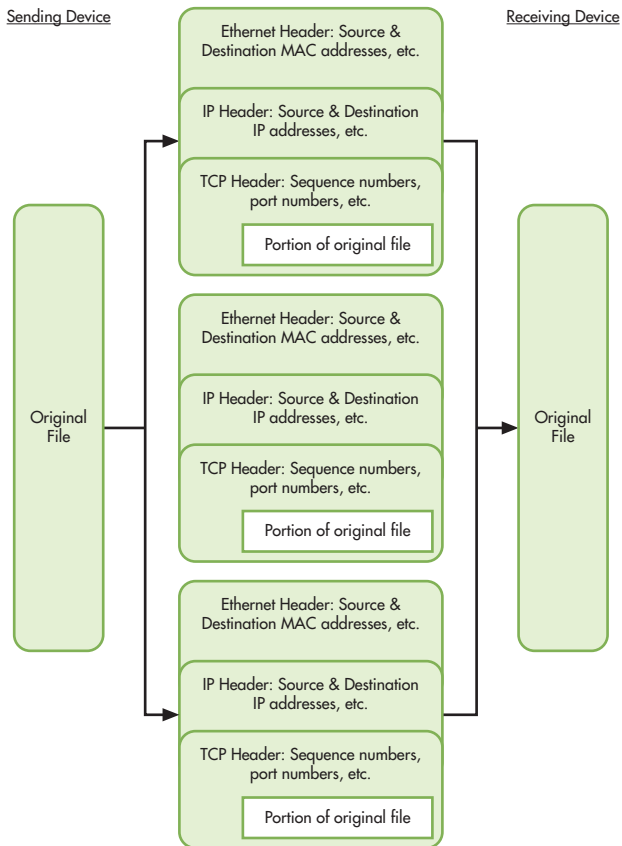 Sending Device
Receiving Device
Ethernet Header: Source &
Destination MAC addresses, etc.
IP Header: Source & Destination
IP addresses, etc.
TCP Header: Sequence numbers,
port numbers, etc.
Portion of original file
Original
File
Ethernet Header: Source &
Destination MAC addresses, etc.
IP Header: Source & Destination
IP addresses, etc.
TCP Header: Sequence numbers,
port numbers, etc.
Portion of original file
Original
File
Ethernet Header: Source &
Destination MAC addresses, etc.
IP Header: Source & Destination
IP addresses, etc.
TCP Header: Sequence numbers,
port numbers, etc.
Portion of original file